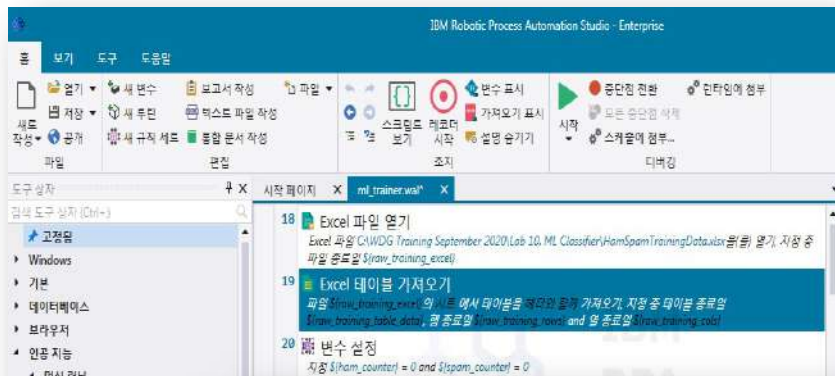 IBM Robotic Process Automation Studio - Enterprise
홈 보기 도구 도움말
새로 작성
열기
저장
공개
파일
새 변수
새 루틴
새 규칙 세트
보고서 작성
텍스트 파일 작성
통합 문서 작성
파일
편집
스크립트 보기
레코더 시작
변수 표시
가져오기 표시
설명 숨기기
조치
시작
중단점 전환
모든 중단점 삭제
스케줄에 첨부...
런타임에 첨부
디버깅
도구 상자
검색 도구 상자 (Ctrl+)
고정됨
Windows
기본
데이터베이스
브라우저
인공 지능
시작 페이지 X ml_trainer.wal* X
18 Excel 파일 열기
Excel 파일 C:\WDG Training September 2020\Lab 10. ML Classifier\HamSpamTrainingData.xlsx을(를) 열기, 지정 중
파일 종료일 ${raw_training_excel}
19 Excel 테이블 가져오기
파일 ${raw_training_excel}의 시트 에서 테이블을 헤더와 함께 가져오기, 지정 중 테이블 종료일
${raw_training_table_data}, 행 종료일 ${raw_training_rows} and 열 종료일 ${raw_training_cols}
20 변수 설정
지정 ${ham_counter} = 0 and ${spam_counter} = 0